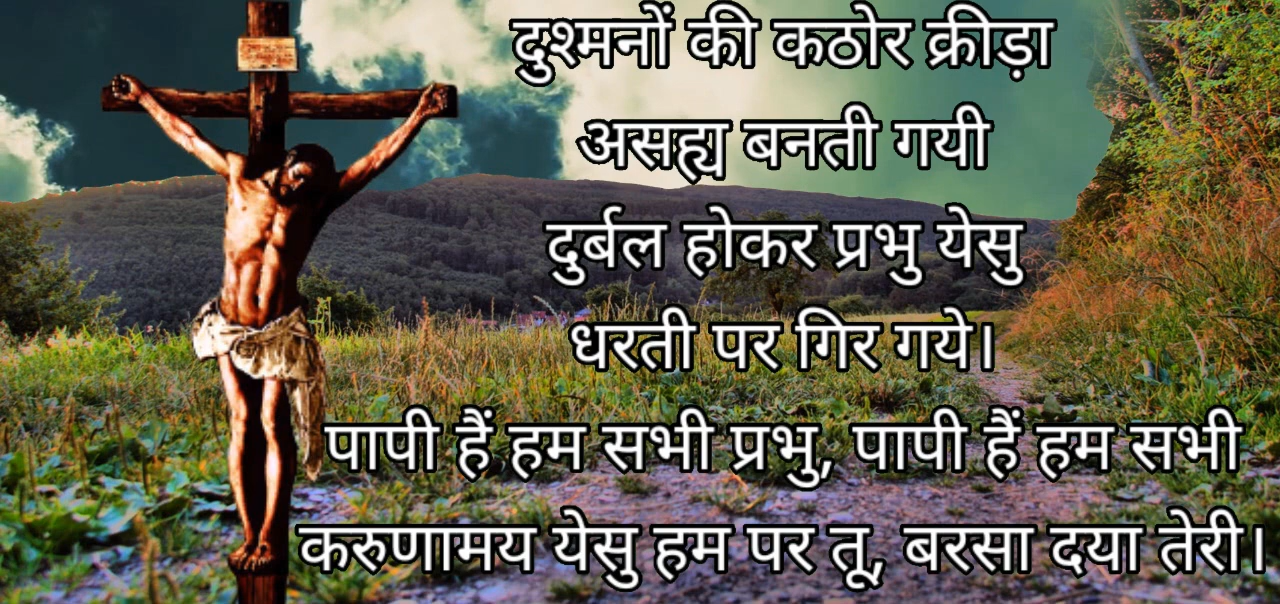 दुश्मनों की कठोर क्रीड़ा
असह्य बनती गयी
दुर्बल होकर प्रभु येसु
धरती पर गिर गये।
पापी हैं हम सभी प्रभु, पापी हैं हम सभी
करुणामय येसु हम पर तू, बरसा दया तेरी।